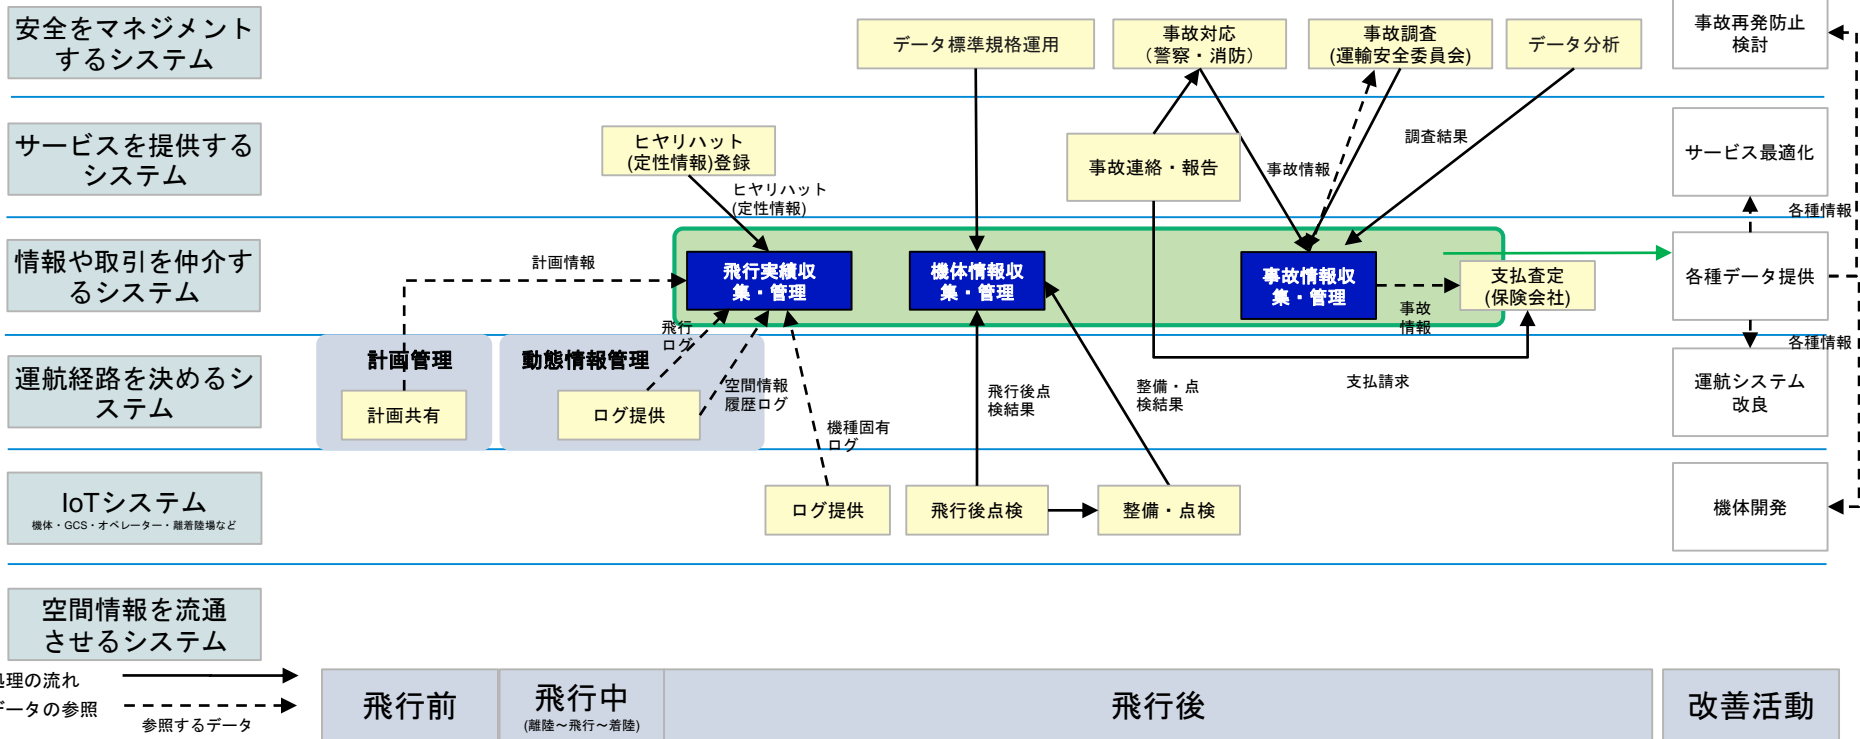 安全をマネジメント
するシステム
データ標準規格運用
事故対応
（警察・消防）
事故調査
(運輸安全委員会)
データ分析
事故再発防止
検討
サービスを提供する
システム
ヒヤリハット
(定性情報)登録
ヒヤリハット
(定性情報)
事故連絡・報告
事故情報
調査結果
サービス最適化
各種情報
情報や取引を仲介す
るシステム
計画情報
飛行実績収
集・管理
機体情報収
集・管理
事故情報収
集・管理
支払査定
(保険会社)
事故
情報
各種データ提供
各種情報
運航経路を決めるシ
ステム
計画管理
計画共有
動態情報管理
ログ提供
飛行
ログ
空間情報
履歴ログ
機種固有
ログ
飛行後点
検結果
整備・点
検結果
支払請求
運航システム
改良
IoTシステム
機体・GCS・オペレーター・離着陸場など
ログ提供
飛行後点検
整備・点検
機体開発
空間情報を流通
させるシステム
処理の流れ
データの参照
参照するデータ
飛行前
飛行中
(離陸～飛行～着陸)
飛行後
改善活動